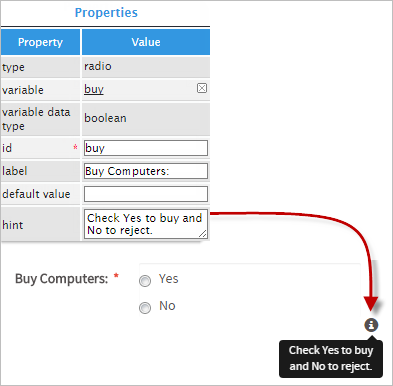 Properties
Property Value
type radio
variable buy
variable data
type boolean
id * buy
label Buy Computers:
default value
hint Check Yes to buy and
No to reject.
Buy Computers: * Yes
No
Check Yes to buy
and No to reject.